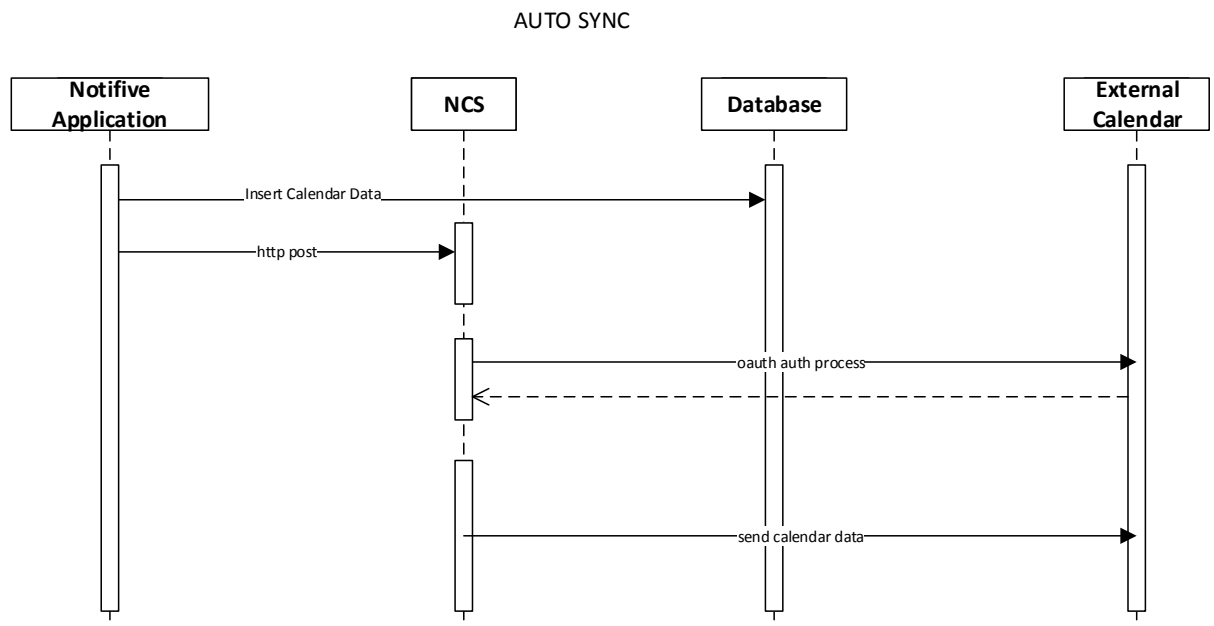 AUTO SYNC
Notifive
Application
NCS
Database
External
Calendar
Insert Calendar Data
http post
oauth auth process
send calendar data